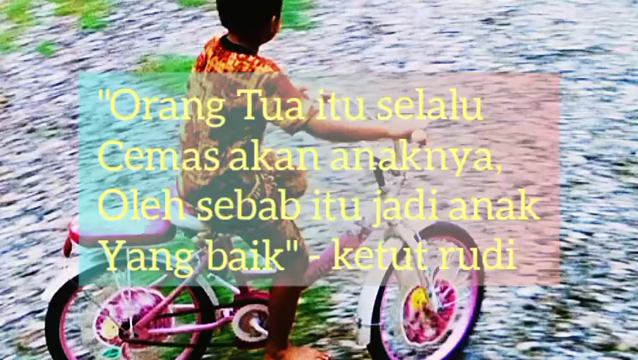 "Orang Tua itu selalu
Cemas akan anaknya,
Oleh sebab itu jadi anak
Yang baik" - ketut rudi